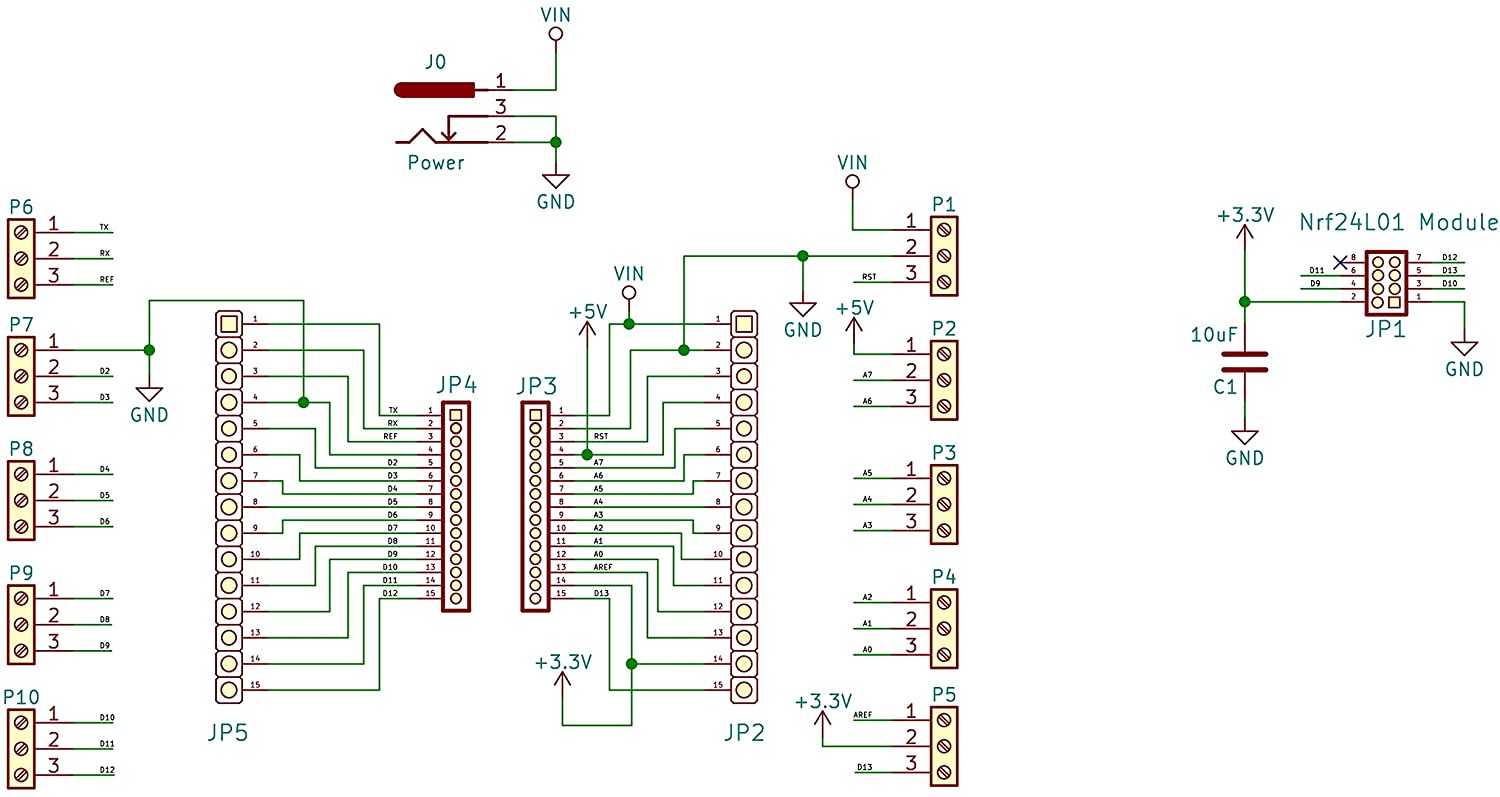 VIN
J0
1
3
2
Power
GND
P6
1 TX
2 RX
3 REF
P7
1
2 D2
3 D3
GND
P8
1 D4
2 D5
3 D6
P9
1 D7
2 D8
3 D9
P10
1 D10
2 D11
3 D12
1
2
3
4
5
6
7
8
9
10
11
12
13
14
15
JP5
JP4
TX 1
RX 2
REF 3
4
D2 5
D3 6
D4 7
D5 8
D6 9
D7 10
D8 11
D9 12
D10 13
D11 14
D12 15
VIN
+5V
JP3
1
2
3 RST
4
5 A7
6 A6
7 A5
8 A4
9 A3
10 A2
11 A1
12 A0
13 AREF
14
15 D13
+3.3V
1
2
3
4
5
6
7
8
9
10
11
12
13
14
15
JP2
VIN
P1
1
2
RST 3
GND
+5V
P2
1
A7 2
A6 3
P3
A5 1
A4 2
A3 3
P4
A2 1
A1 2
A0 3
P5
+3.3V
AREF 1
2
D13 3
+3.3V
Nrf24L01 Module
8 7 D12
D11 6 5 D13
D9 4 3 D10
2 1
JP1
10uF
C1
GND
GND